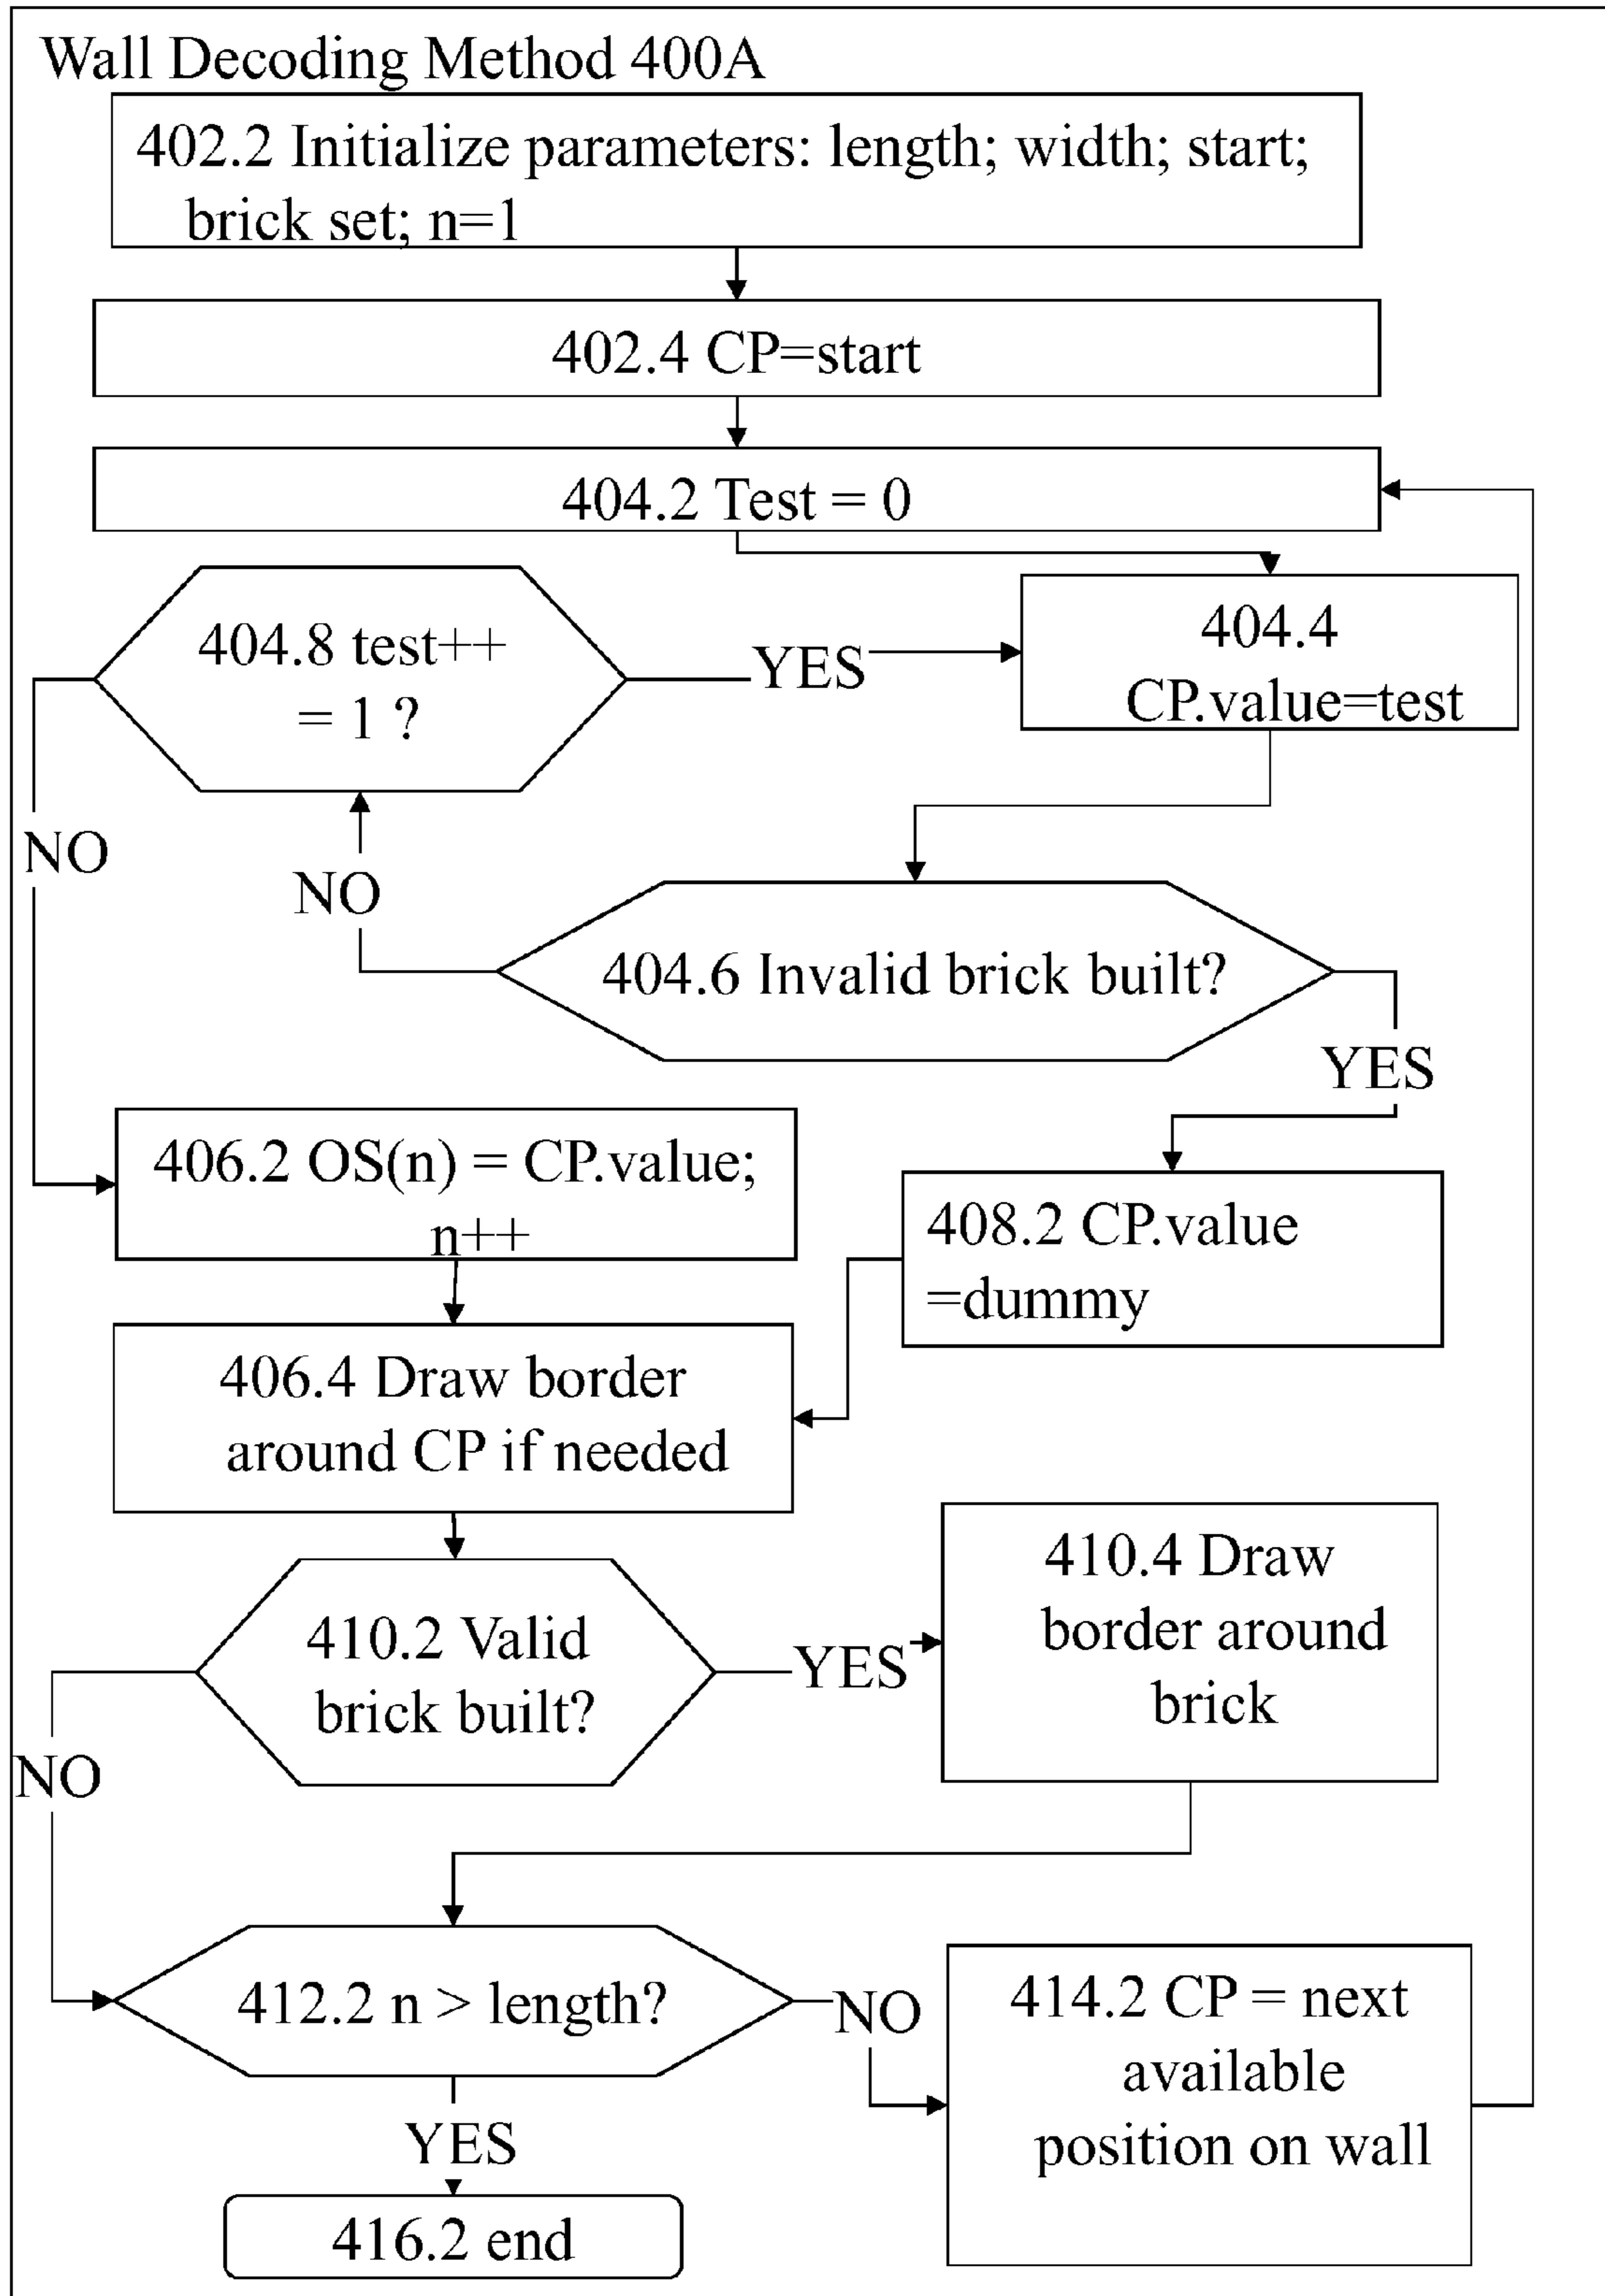 Wall Decoding Method 400A
402.2 Initialize parameters: length; width; start;
brick set; n=1
402.4 CP=start
404.2 Test = 0
404.8 test++
= 1 ?
YES
404.4
CP.value=test
NO
NO
404.6 Invalid brick built?
YES
406.2 OS(n) = CP.value;
n++
408.2 CP.value
=dummy
406.4 Draw border
around CP if needed
410.2 Valid
brick built?
YES
410.4 Draw
border around
brick
NO
412.2 n > length?
NO
414.2 CP = next
available
position on wall
YES
416.2 end